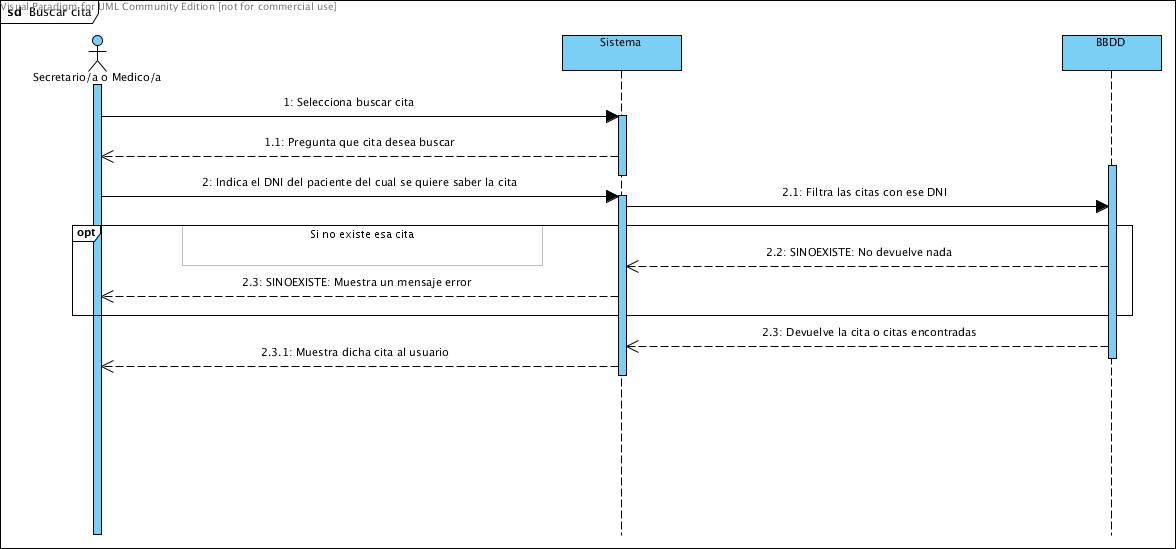 Visual Paradigm for UML Community Edition [not for commercial use]
sd Buscar cita
Sistema
BBDD
Secretario/a o Medico/a
1: Selecciona buscar cita
1.1: Pregunta que cita desea buscar
2: Indica el DNI del paciente del cual se quiere saber la cita
2.1: Filtra las citas con ese DNI
opt
Si no existe esa cita
2.2: SINOEXISTE: No devuelve nada
2.3: SINOEXISTE: Muestra un mensaje error
2.3: Devuelve la cita o citas encontradas
2.3.1: Muestra dicha cita al usuario